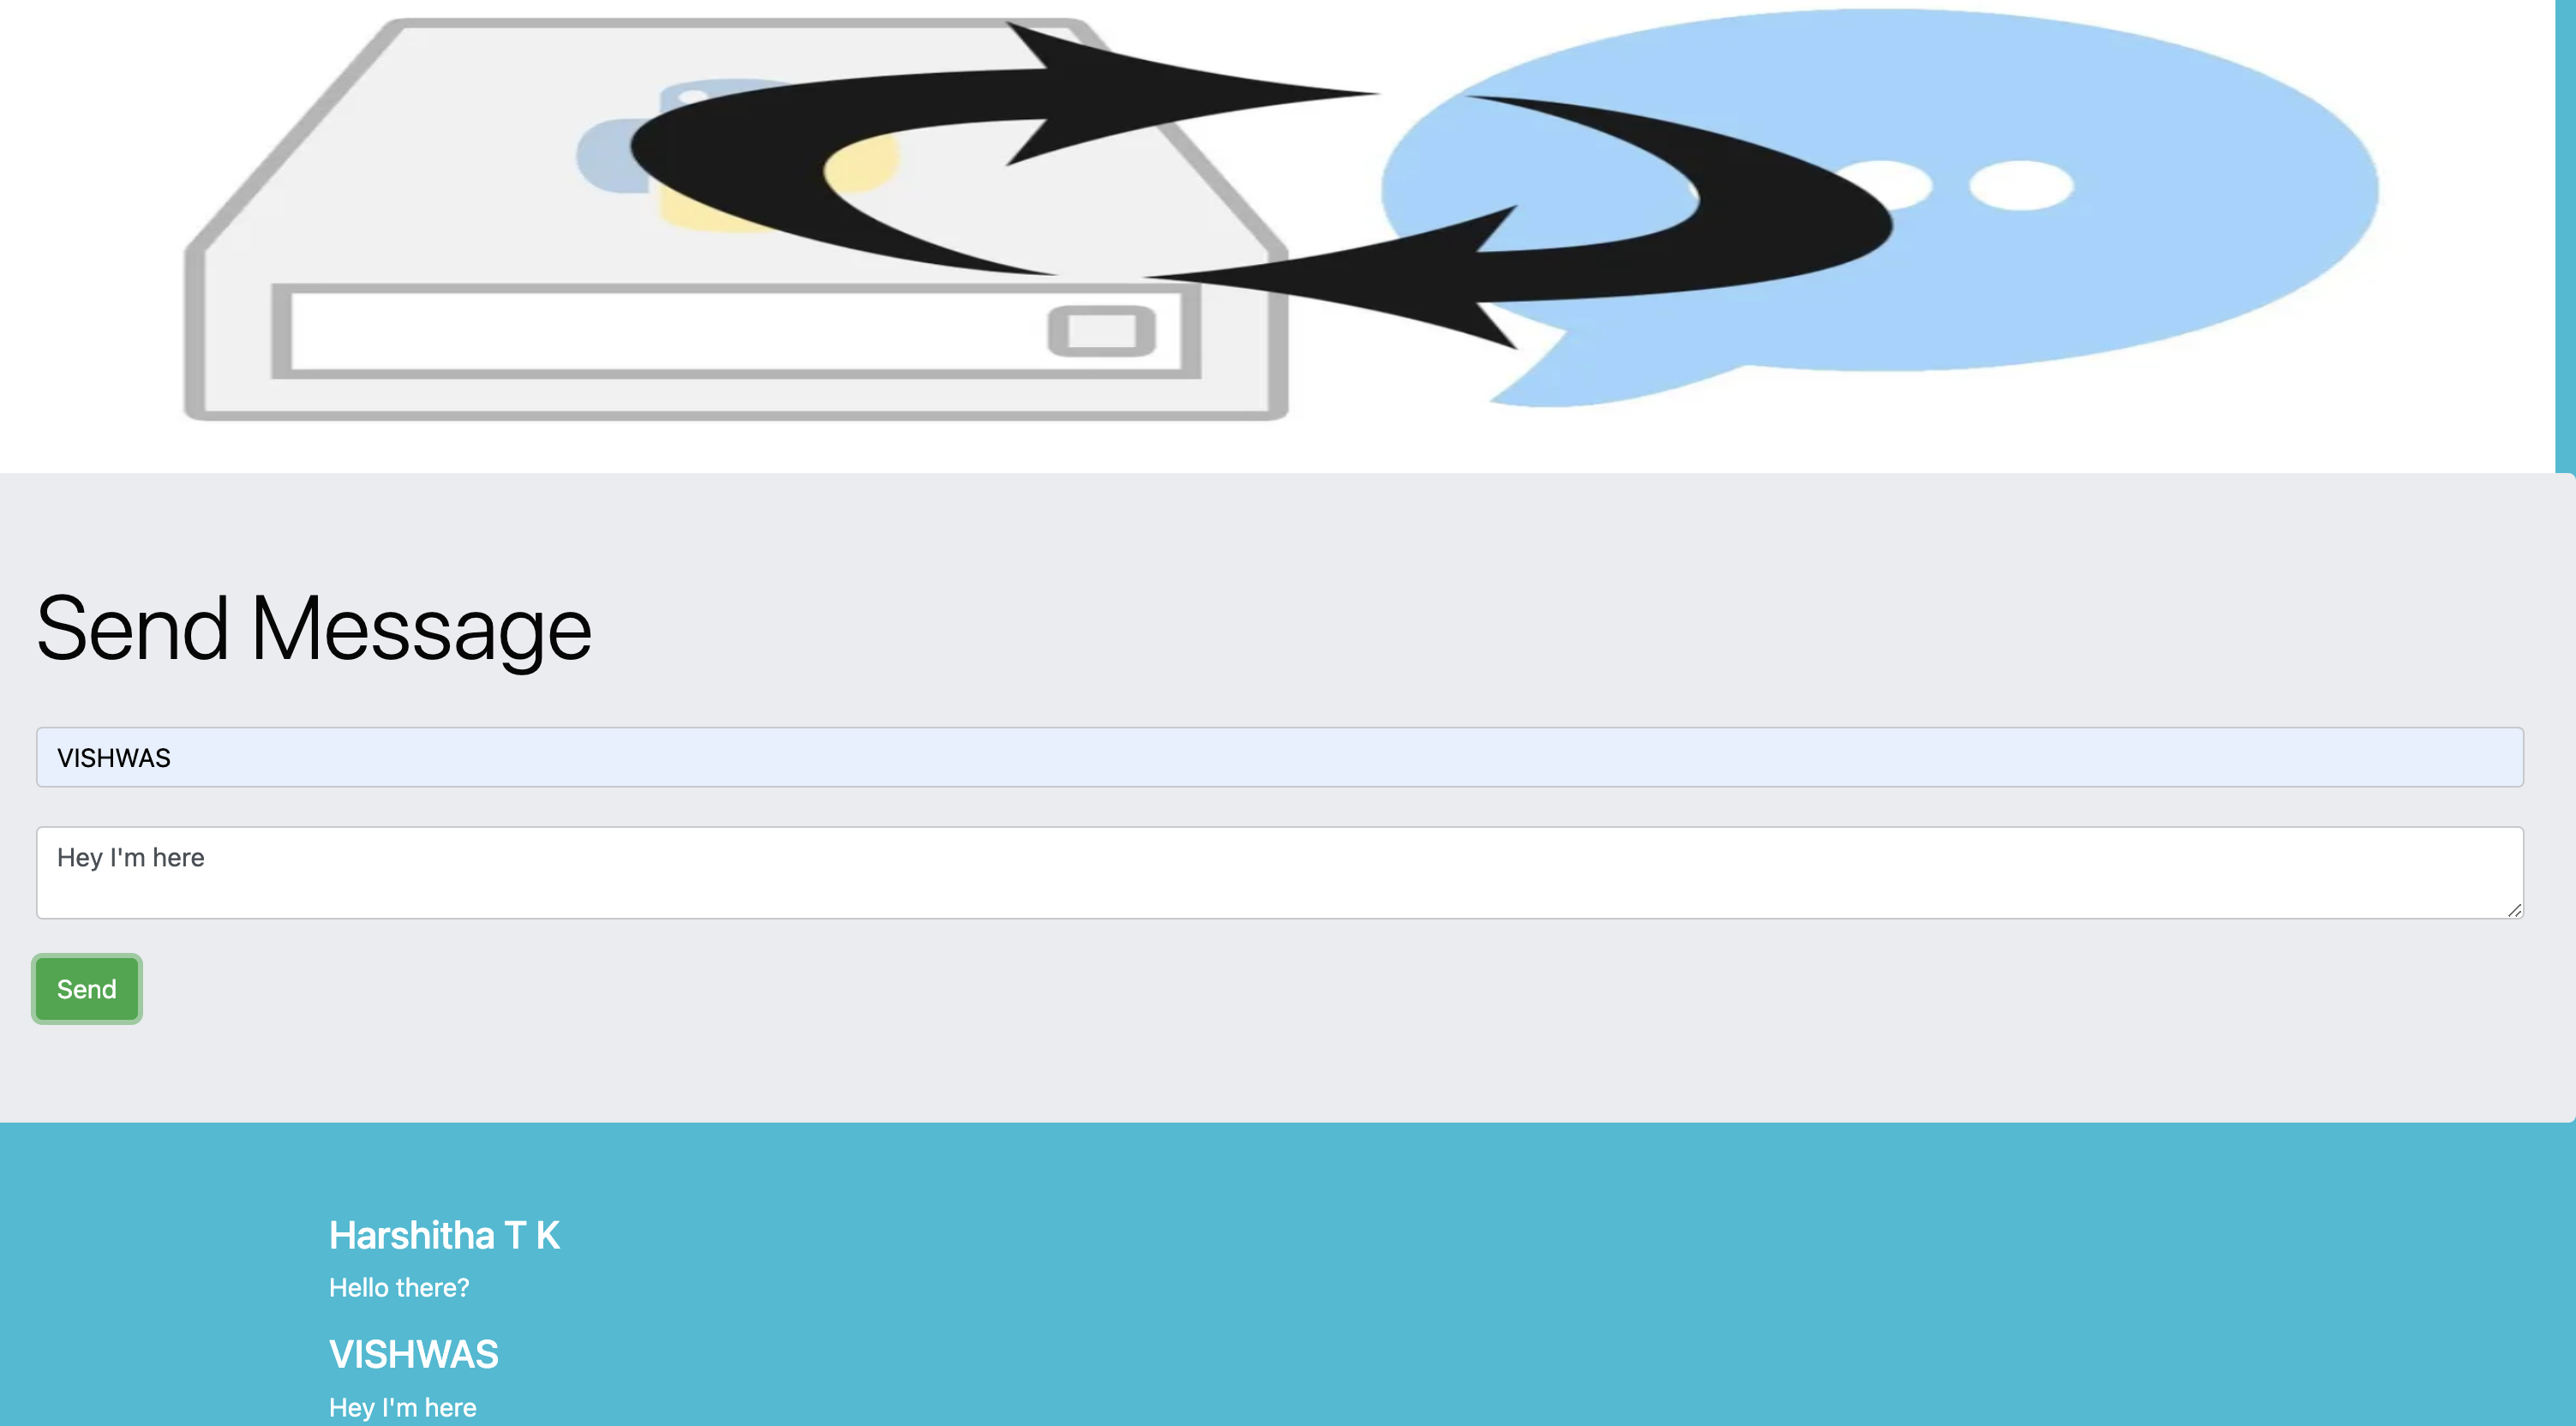 Send Message
VISHWAS
Hey I'm here
Send
Harshitha T K
Hello there?
VISHWAS
Hey I'm here